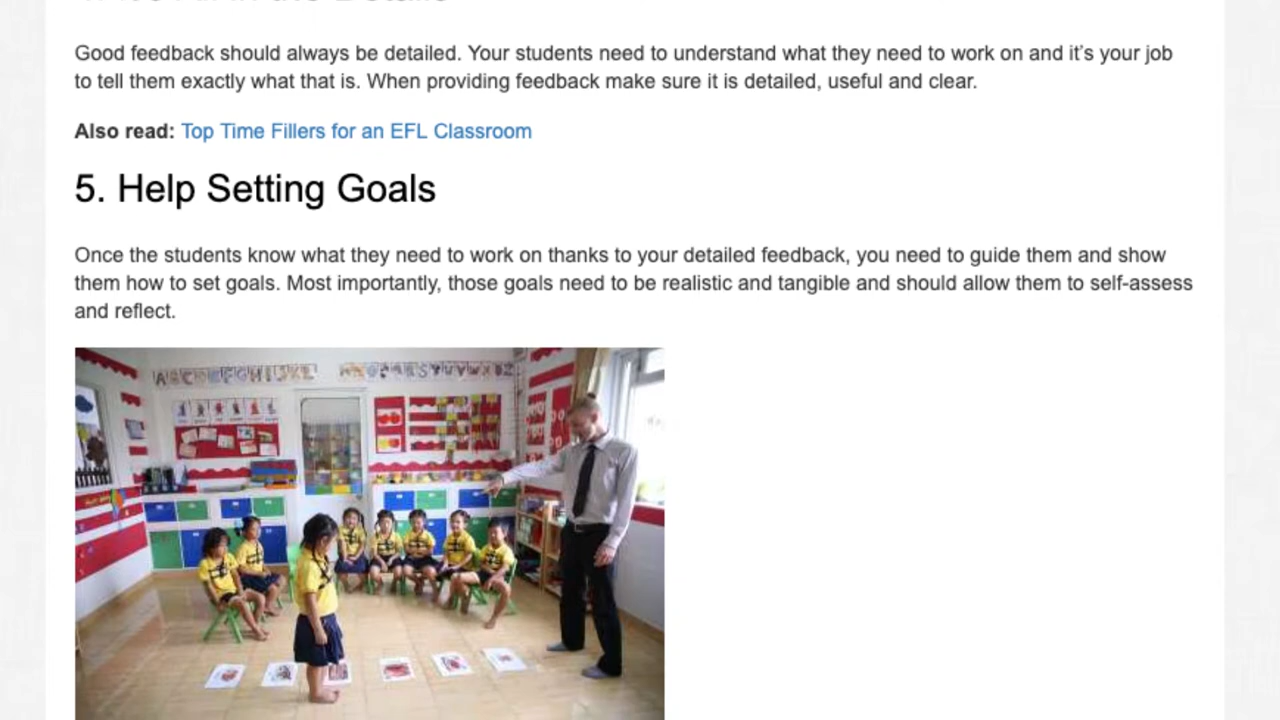 Good feedback should always be detailed. Your students need to understand what they need to work on and it’s your job
to tell them exactly what that is. When providing feedback make sure it is detailed, useful and clear.
Also read: Top Time Fillers for an EFL Classroom
5. Help Setting Goals
Once the students know what they need to work on thanks to your detailed feedback, you need to guide them and show
them how to set goals. Most importantly, those goals need to be realistic and tangible and should allow them to self-assess
and reflect.